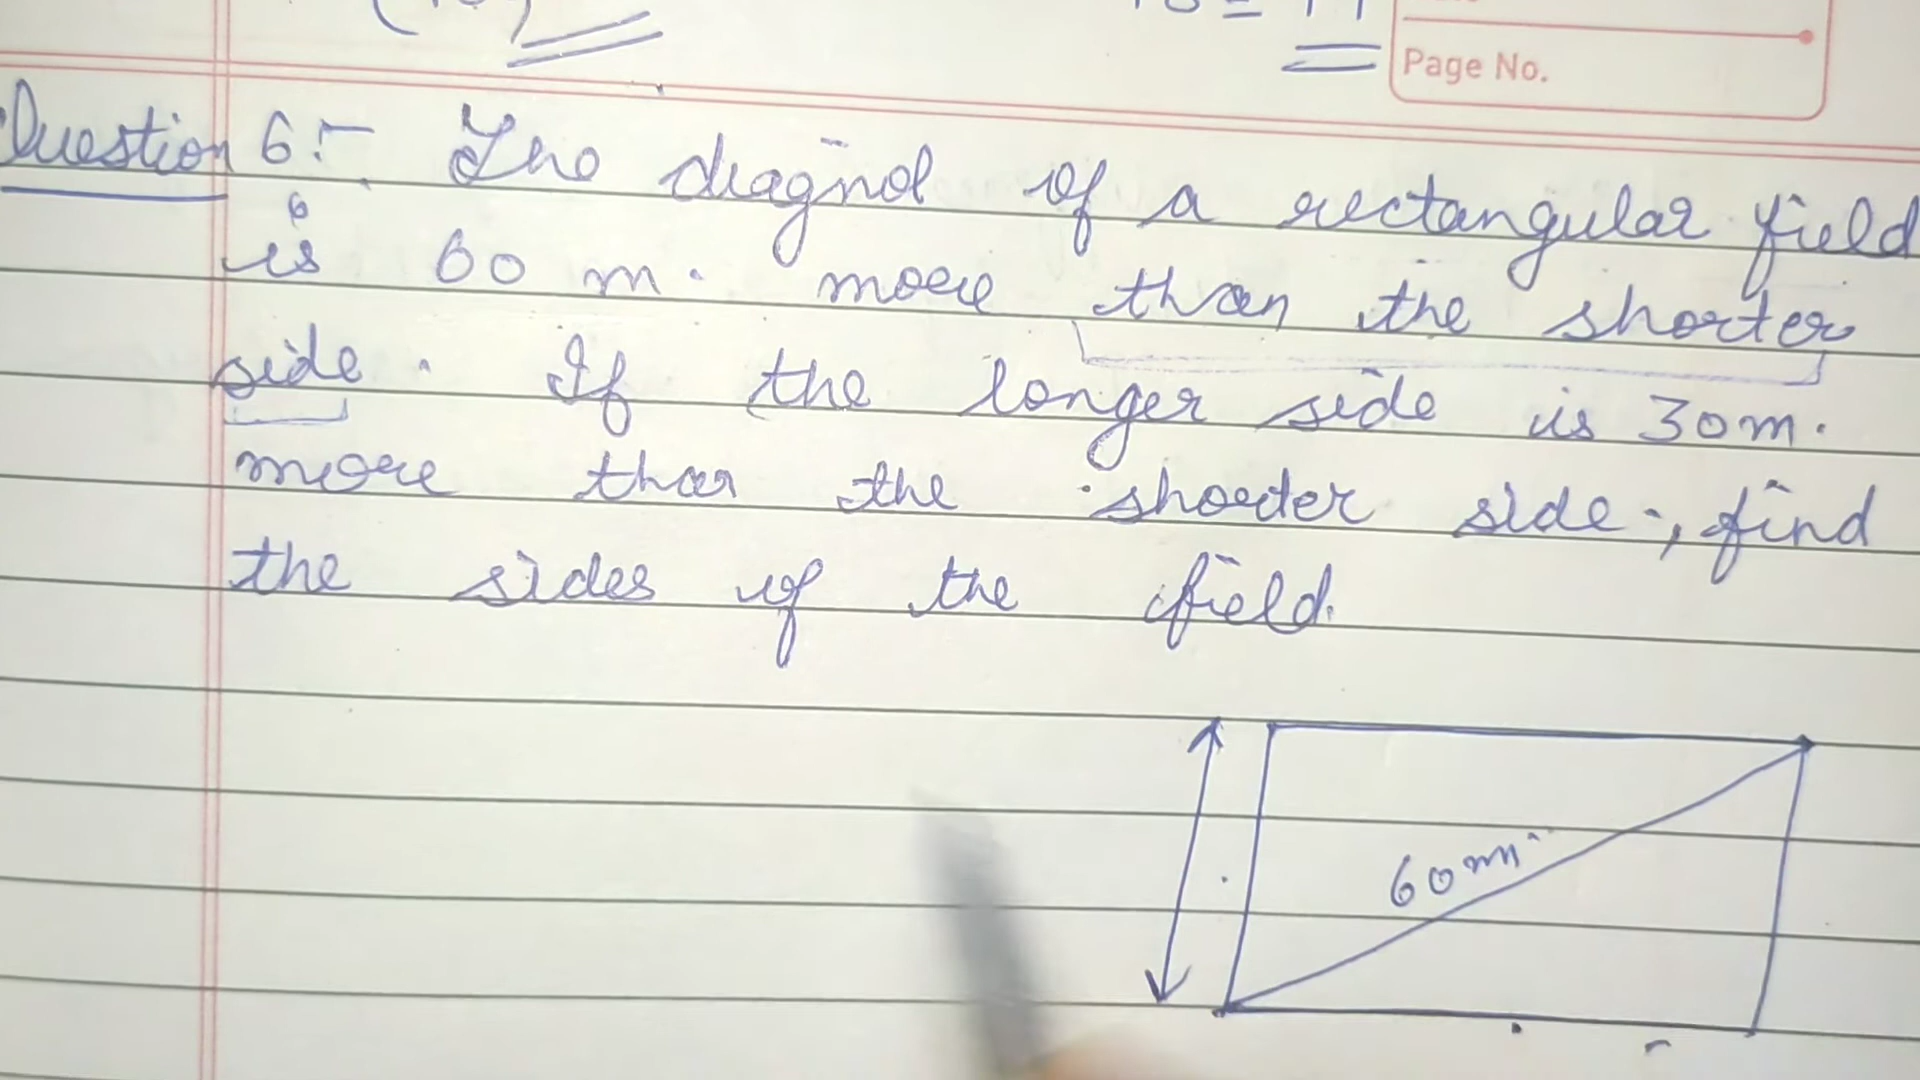 Page No.
Question 6:- The diagnol of a rectangular field
is 60 m. more than the shorter
side. If the longer side is 30m.
more than the shorter side, find
the sides of the field.
60m